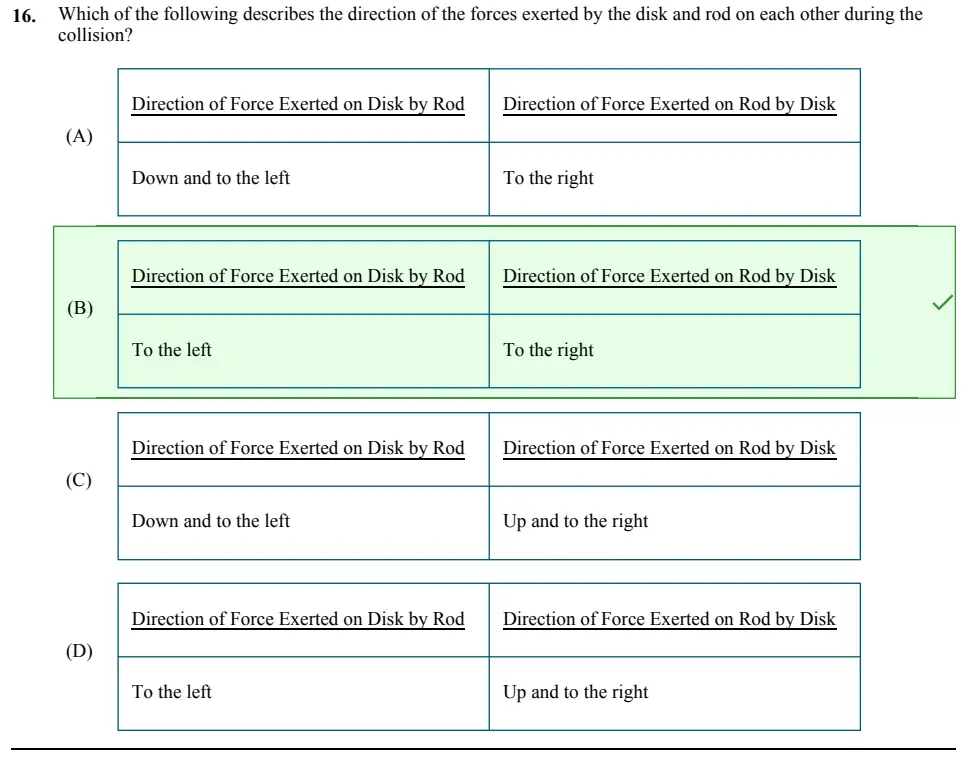 16. Which of the following describes the direction of the forces exerted by the disk and rod on each other during the
collision?
Direction of Force Exerted on Disk by Rod Direction of Force Exerted on Rod by Disk
(A)
Down and to the left To the right
Direction of Force Exerted on Disk by Rod Direction of Force Exerted on Rod by Disk
(B)
To the left To the right
Direction of Force Exerted on Disk by Rod Direction of Force Exerted on Rod by Disk
(C)
Down and to the left Up and to the right
Direction of Force Exerted on Disk by Rod Direction of Force Exerted on Rod by Disk
(D)
To the left Up and to the right